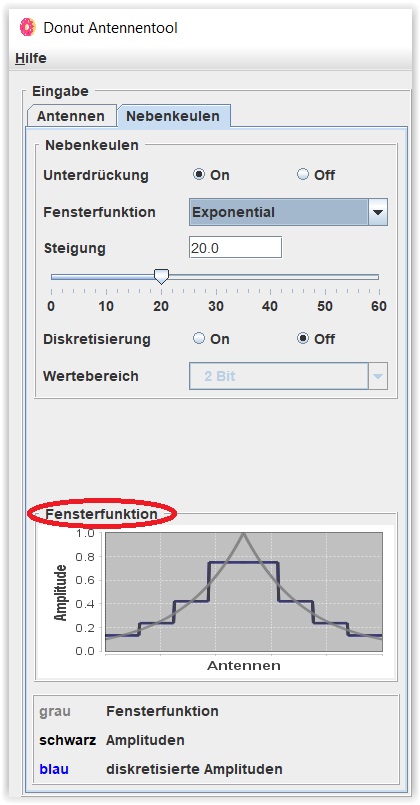 Donut Antennentool
Hilfe
Eingabe
Antennen Nebenkeulen
Nebenkeulen
Unterdrückung On Off
Fensterfunktion Exponential
Steigung 20.0
0 10 20 30 40 50 60
Diskretisierung On Off
Wertebereich 2 Bit
Fensterfunktion
1.0
0.8
0.6
0.4
0.2
0.0
Amplitude
Antennen
grau Fensterfunktion
schwarz Amplituden
blau diskretisierte Amplituden